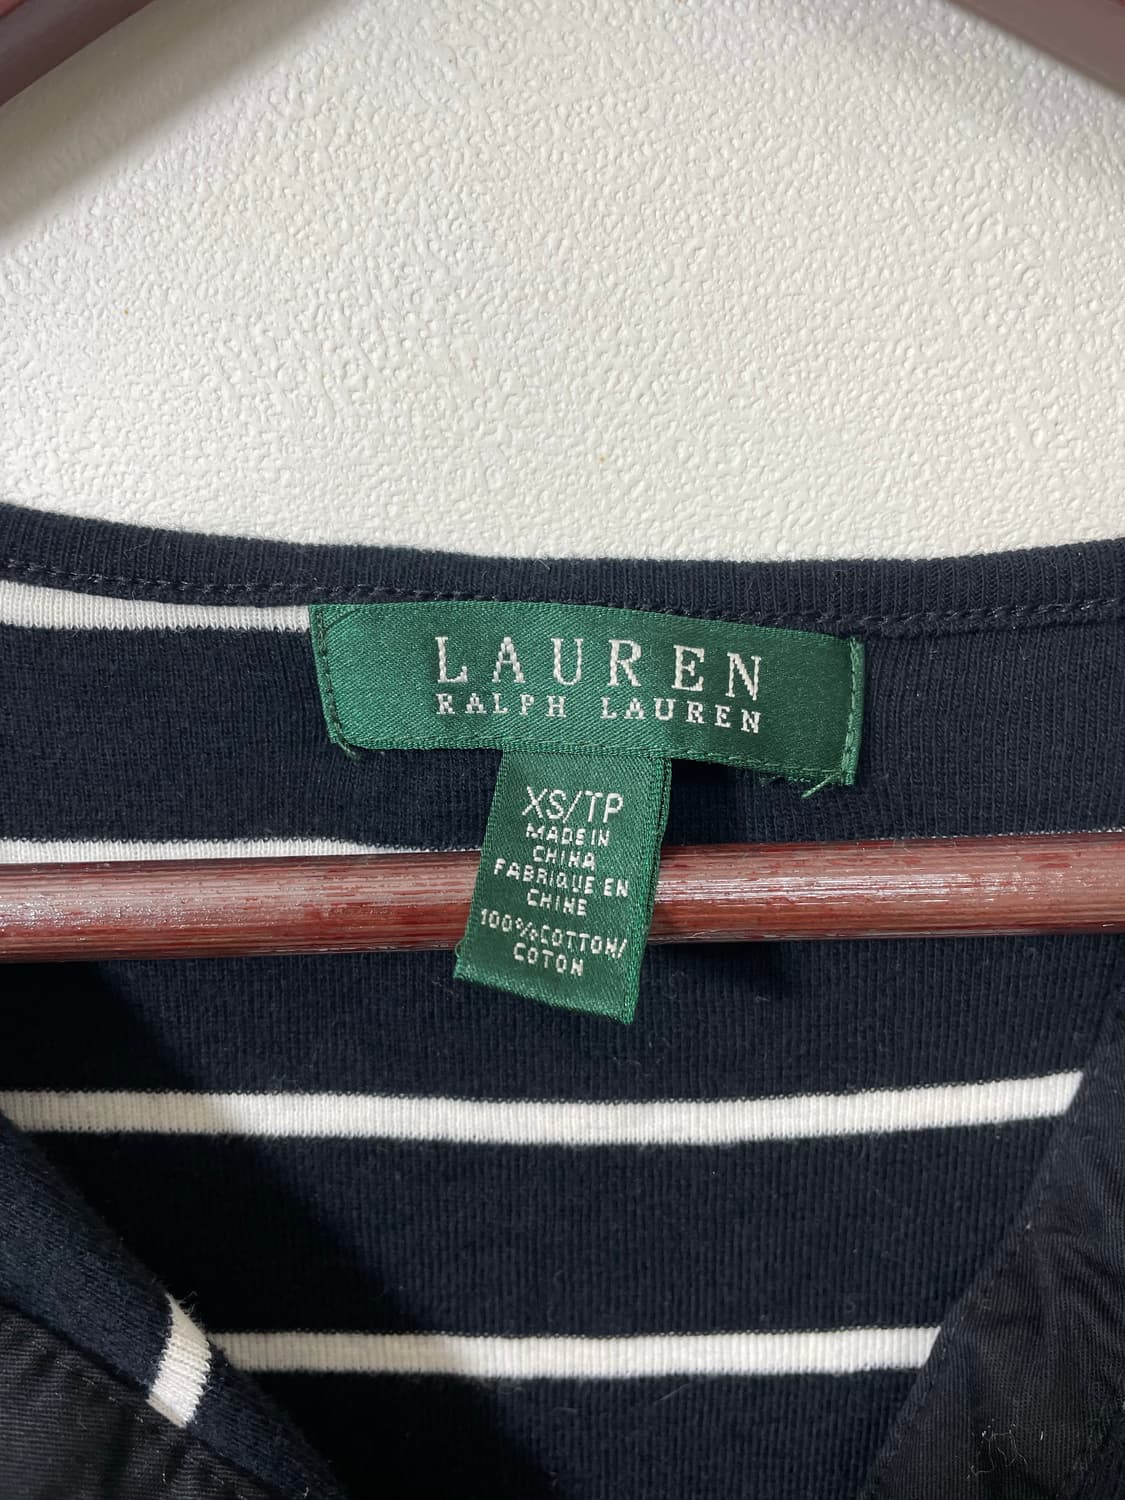 LAUREN
RALPH LAUREN
XS/TP
MADE IN
CHINA
FABRIQUE EN
CHINE
100% COTTON/
COTON